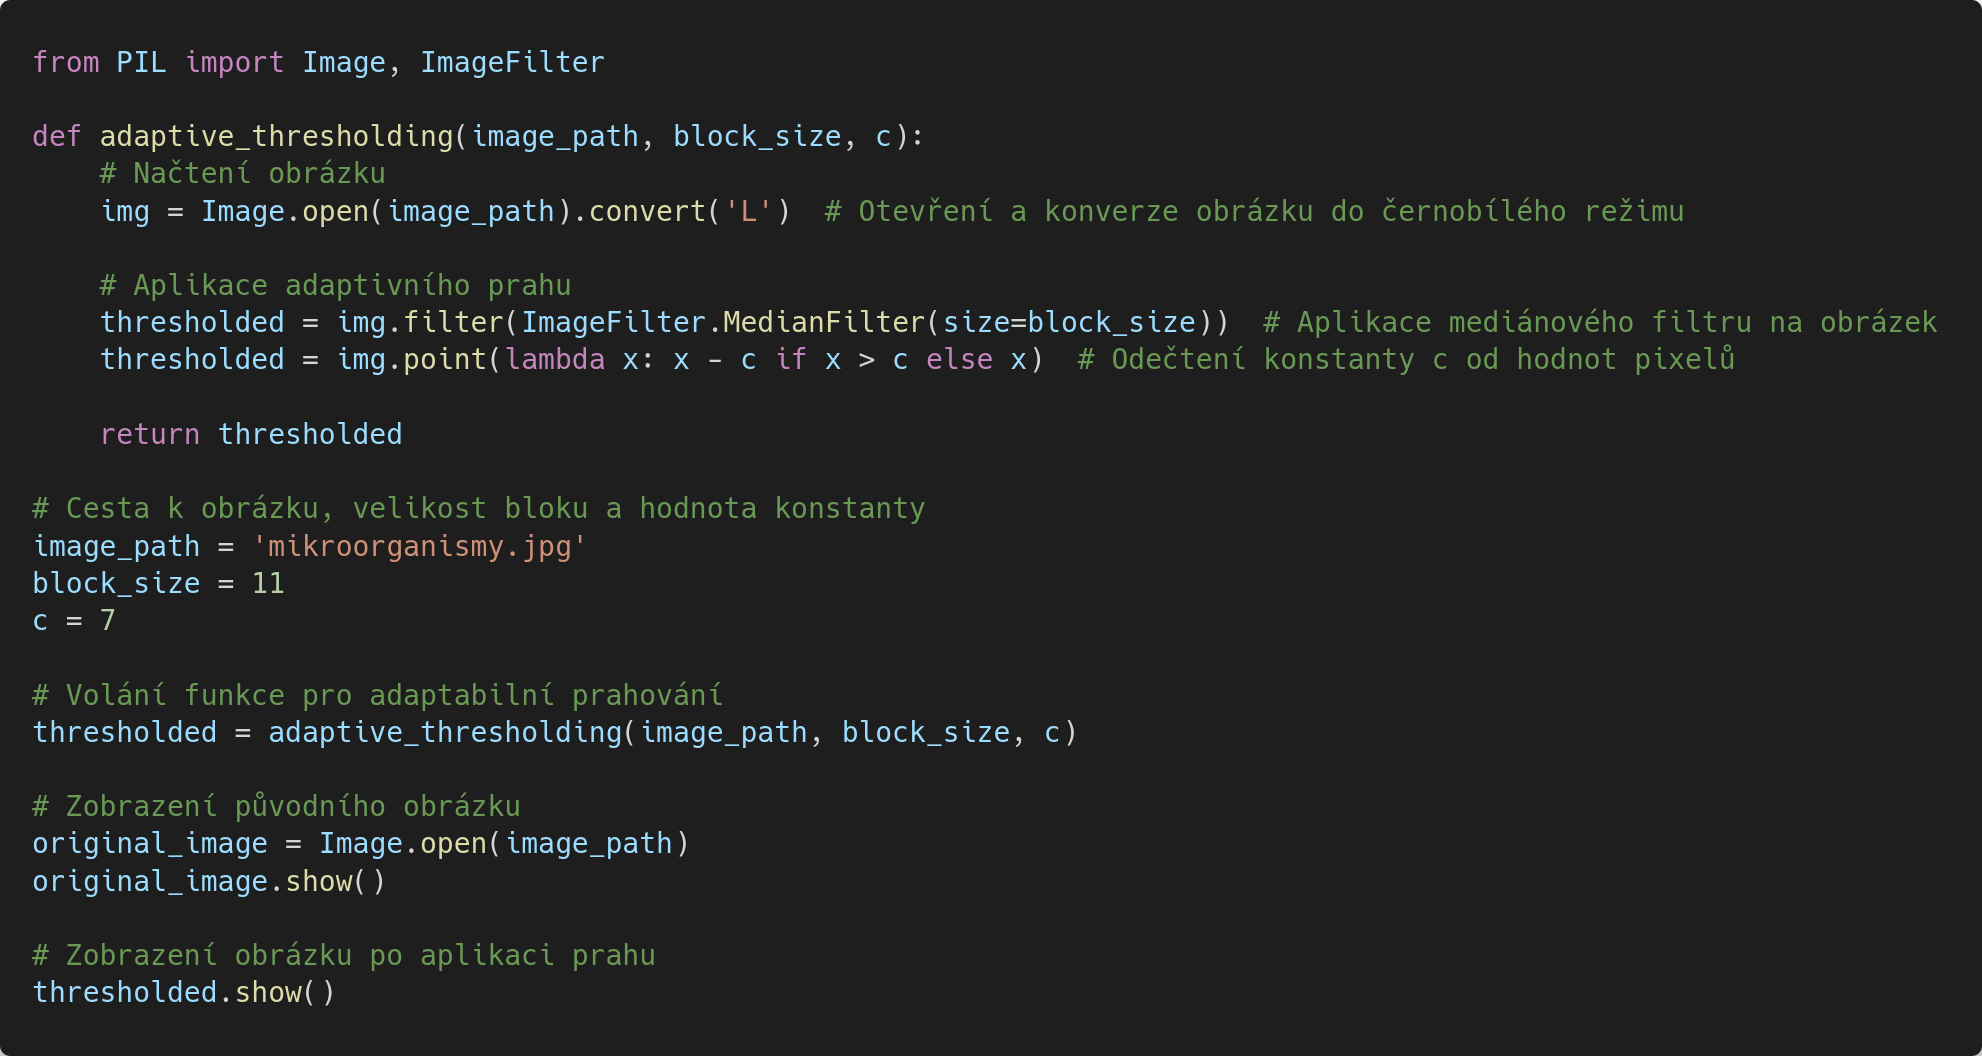 from PIL import Image, ImageFilter
def adaptive_thresholding(image_path, block_size, c):
    # Načtení obrázku
    img = Image.open(image_path).convert('L')  # Otevření a konverze obrázku do černobílého režimu
    # Aplikace adaptivního prahu
    thresholded = img.filter(ImageFilter.MedianFilter(size=block_size))  # Aplikace mediánového filtru na obrázek
    thresholded = img.point(lambda x: x - c if x > c else x)  # Odečtení konstanty c od hodnot pixelů
    return thresholded
# Cesta k obrázku, velikost bloku a hodnota konstanty
image_path = 'mikroorganismy.jpg'
block_size = 11
c = 7
# Volání funkce pro adaptabilní prahování
thresholded = adaptive_thresholding(image_path, block_size, c)
# Zobrazení původního obrázku
original_image = Image.open(image_path)
original_image.show()
# Zobrazení obrázku po aplikaci prahu
thresholded.show()